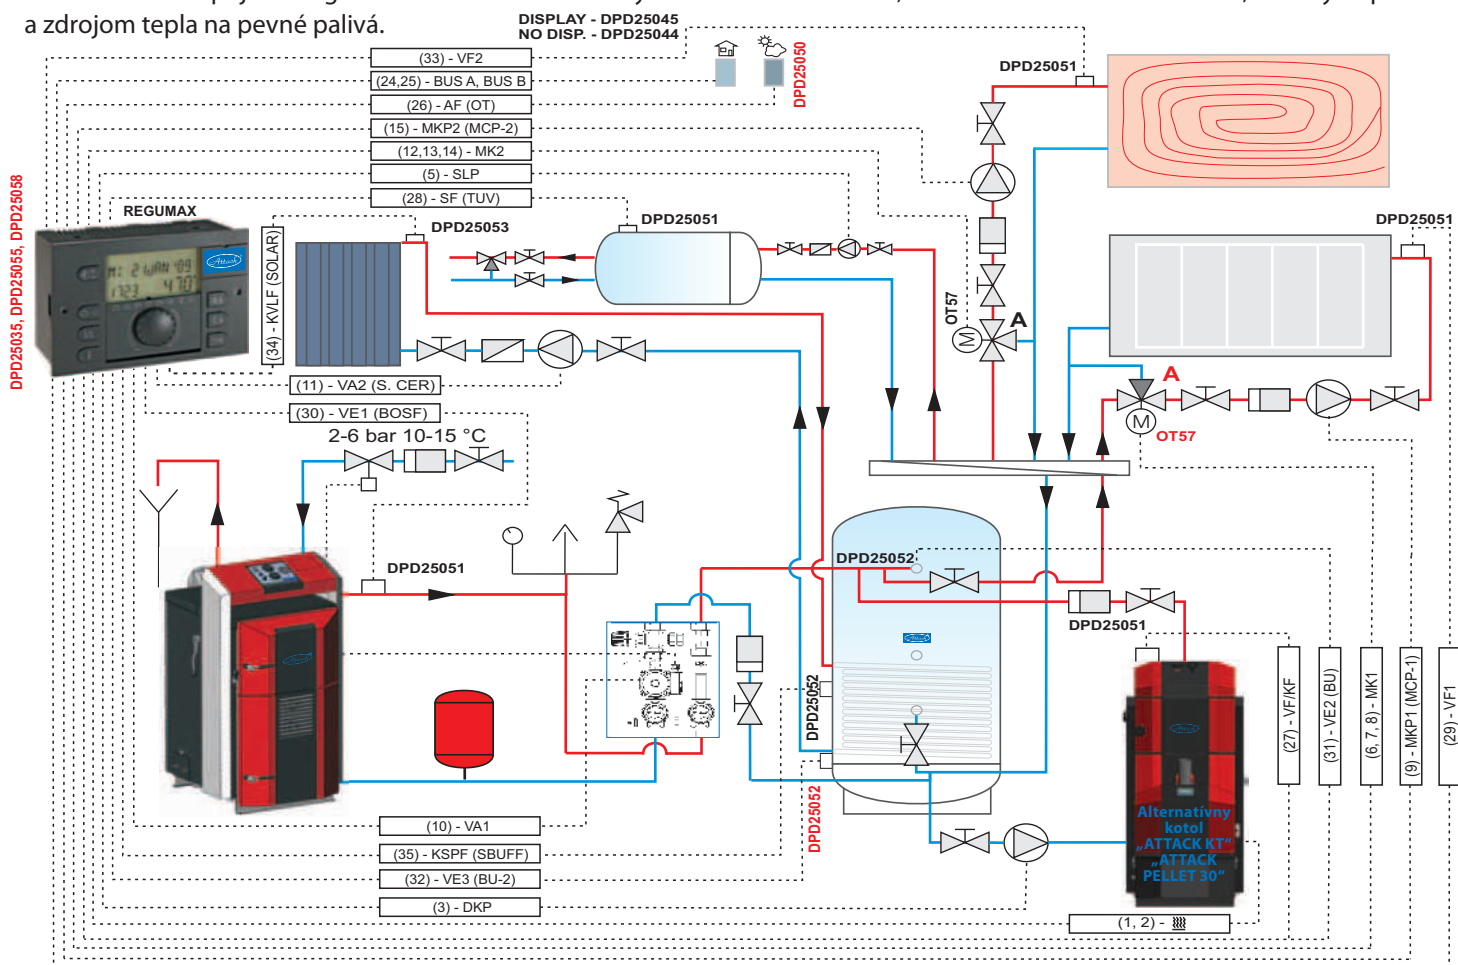 a zdrojom tepla na pevné palivá.
DISPLAY - DPD25045
NO DISP. - DPD25044
DPD25050
(33) - VF2
(24,25) - BUS A, BUS B
(26) - AF (OT)
(15) - MKP2 (MCP-2)
(12,13,14) - MK2
(5) - SLP
(28) - SF (TUV)
DPD25051
DPD25035, DPD25055, DPD25058
REGUMAX
Attack
(34) - KVLF (SOLAR)
DPD25053
DPD25051
DPD25051
OT57
M
A
A
M
OT57
(11) - VA2 (S. CER)
(30) - VE1 (BOSF)
2-6 bar 10-15 °C
DPD25051
DPD25052
DPD25051
DPD25052
DPD25052
(27) - VF/KF
(31) - VE2 (BU)
(6, 7, 8) - MK1
(9) - MKP1 (MCP-1)
(29) - VF1
(10) - VA1
(35) - KSPF (SBUFF)
(32) - VE3 (BU-2)
(3) - DKP
Alternatívny
kotol
„ATTACK KT“
„ATTACK
PELLET 30“
(1, 2) -